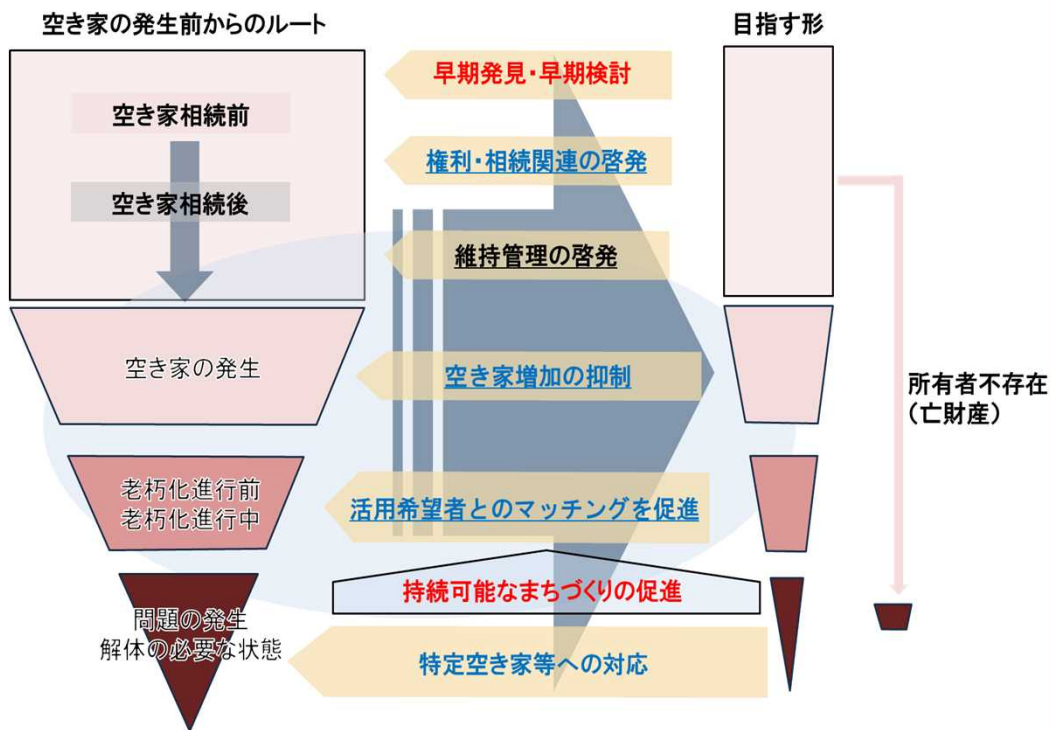 空き家の発生前からのルート
目指す形
早期発見・早期検討
空き家相続前
権利・相続関連の啓発
空き家相続後
維持管理の啓発
空き家の発生
空き家増加の抑制
所有者不存在
(亡財産)
老朽化進行前
老朽化進行中
活用希望者とのマッチングを促進
持続可能なまちづくりの促進
問題の発生
解体の必要な状態
特定空き家等への対応